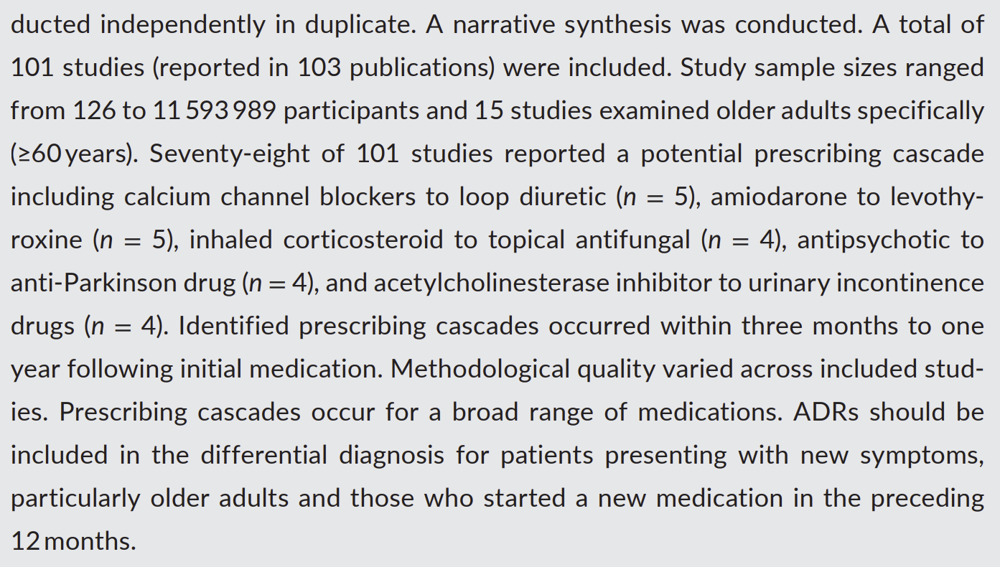 ducted independently in duplicate. A narrative synthesis was conducted. A total of
101 studies (reported in 103 publications) were included. Study sample sizes ranged
from 126 to 11 593 989 participants and 15 studies examined older adults specifically
(≥60 years). Seventy-eight of 101 studies reported a potential prescribing cascade
including calcium channel blockers to loop diuretic (n = 5), amiodarone to levothy-
roxine (n = 5), inhaled corticosteroid to topical antifungal (n = 4), antipsychotic to
anti-Parkinson drug (n = 4), and acetylcholinesterase inhibitor to urinary incontinence
drugs (n = 4). Identified prescribing cascades occurred within three months to one
year following initial medication. Methodological quality varied across included stud-
ies. Prescribing cascades occur for a broad range of medications. ADRs should be
included in the differential diagnosis for patients presenting with new symptoms,
particularly older adults and those who started a new medication in the preceding
12 months.